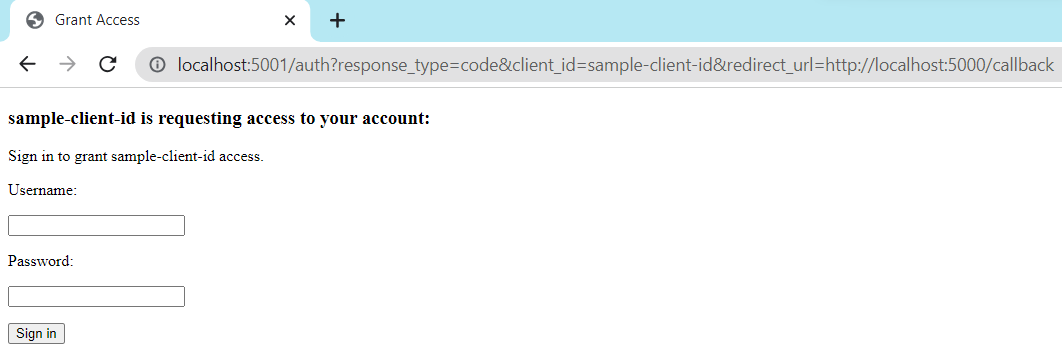 Grant Access
localhost:5001/auth?response_type=code&client_id=sample-client-id&redirect_url=http://localhost:5000/callback
sample-client-id is requesting access to your account:
Sign in to grant sample-client-id access.
Username:
Password:
Sign in